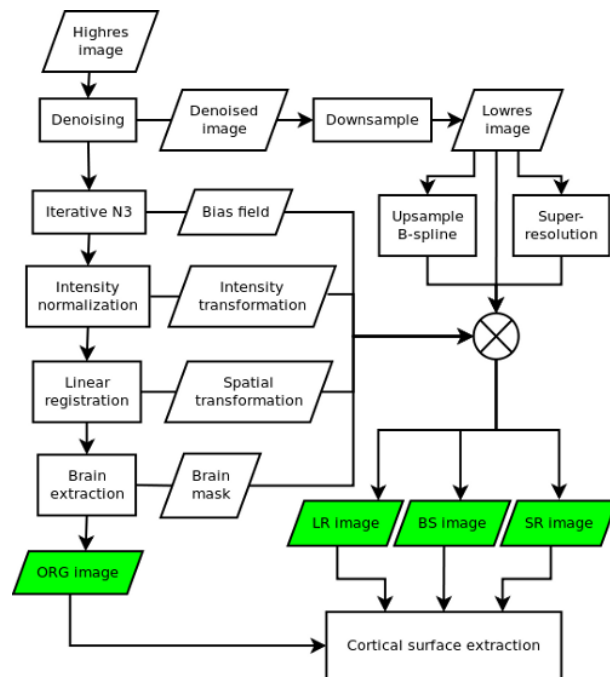 Highres
image
Denoising
Denoised
image
Downsample
Lowres
image
Iterative N3
Bias field
Upsample
B-spline
Super-
resolution
Intensity
normalization
Intensity
transformation
Linear
registration
Spatial
transformation
Brain
extraction
Brain
mask
LR image
BS image
SR image
ORG image
Cortical surface extraction